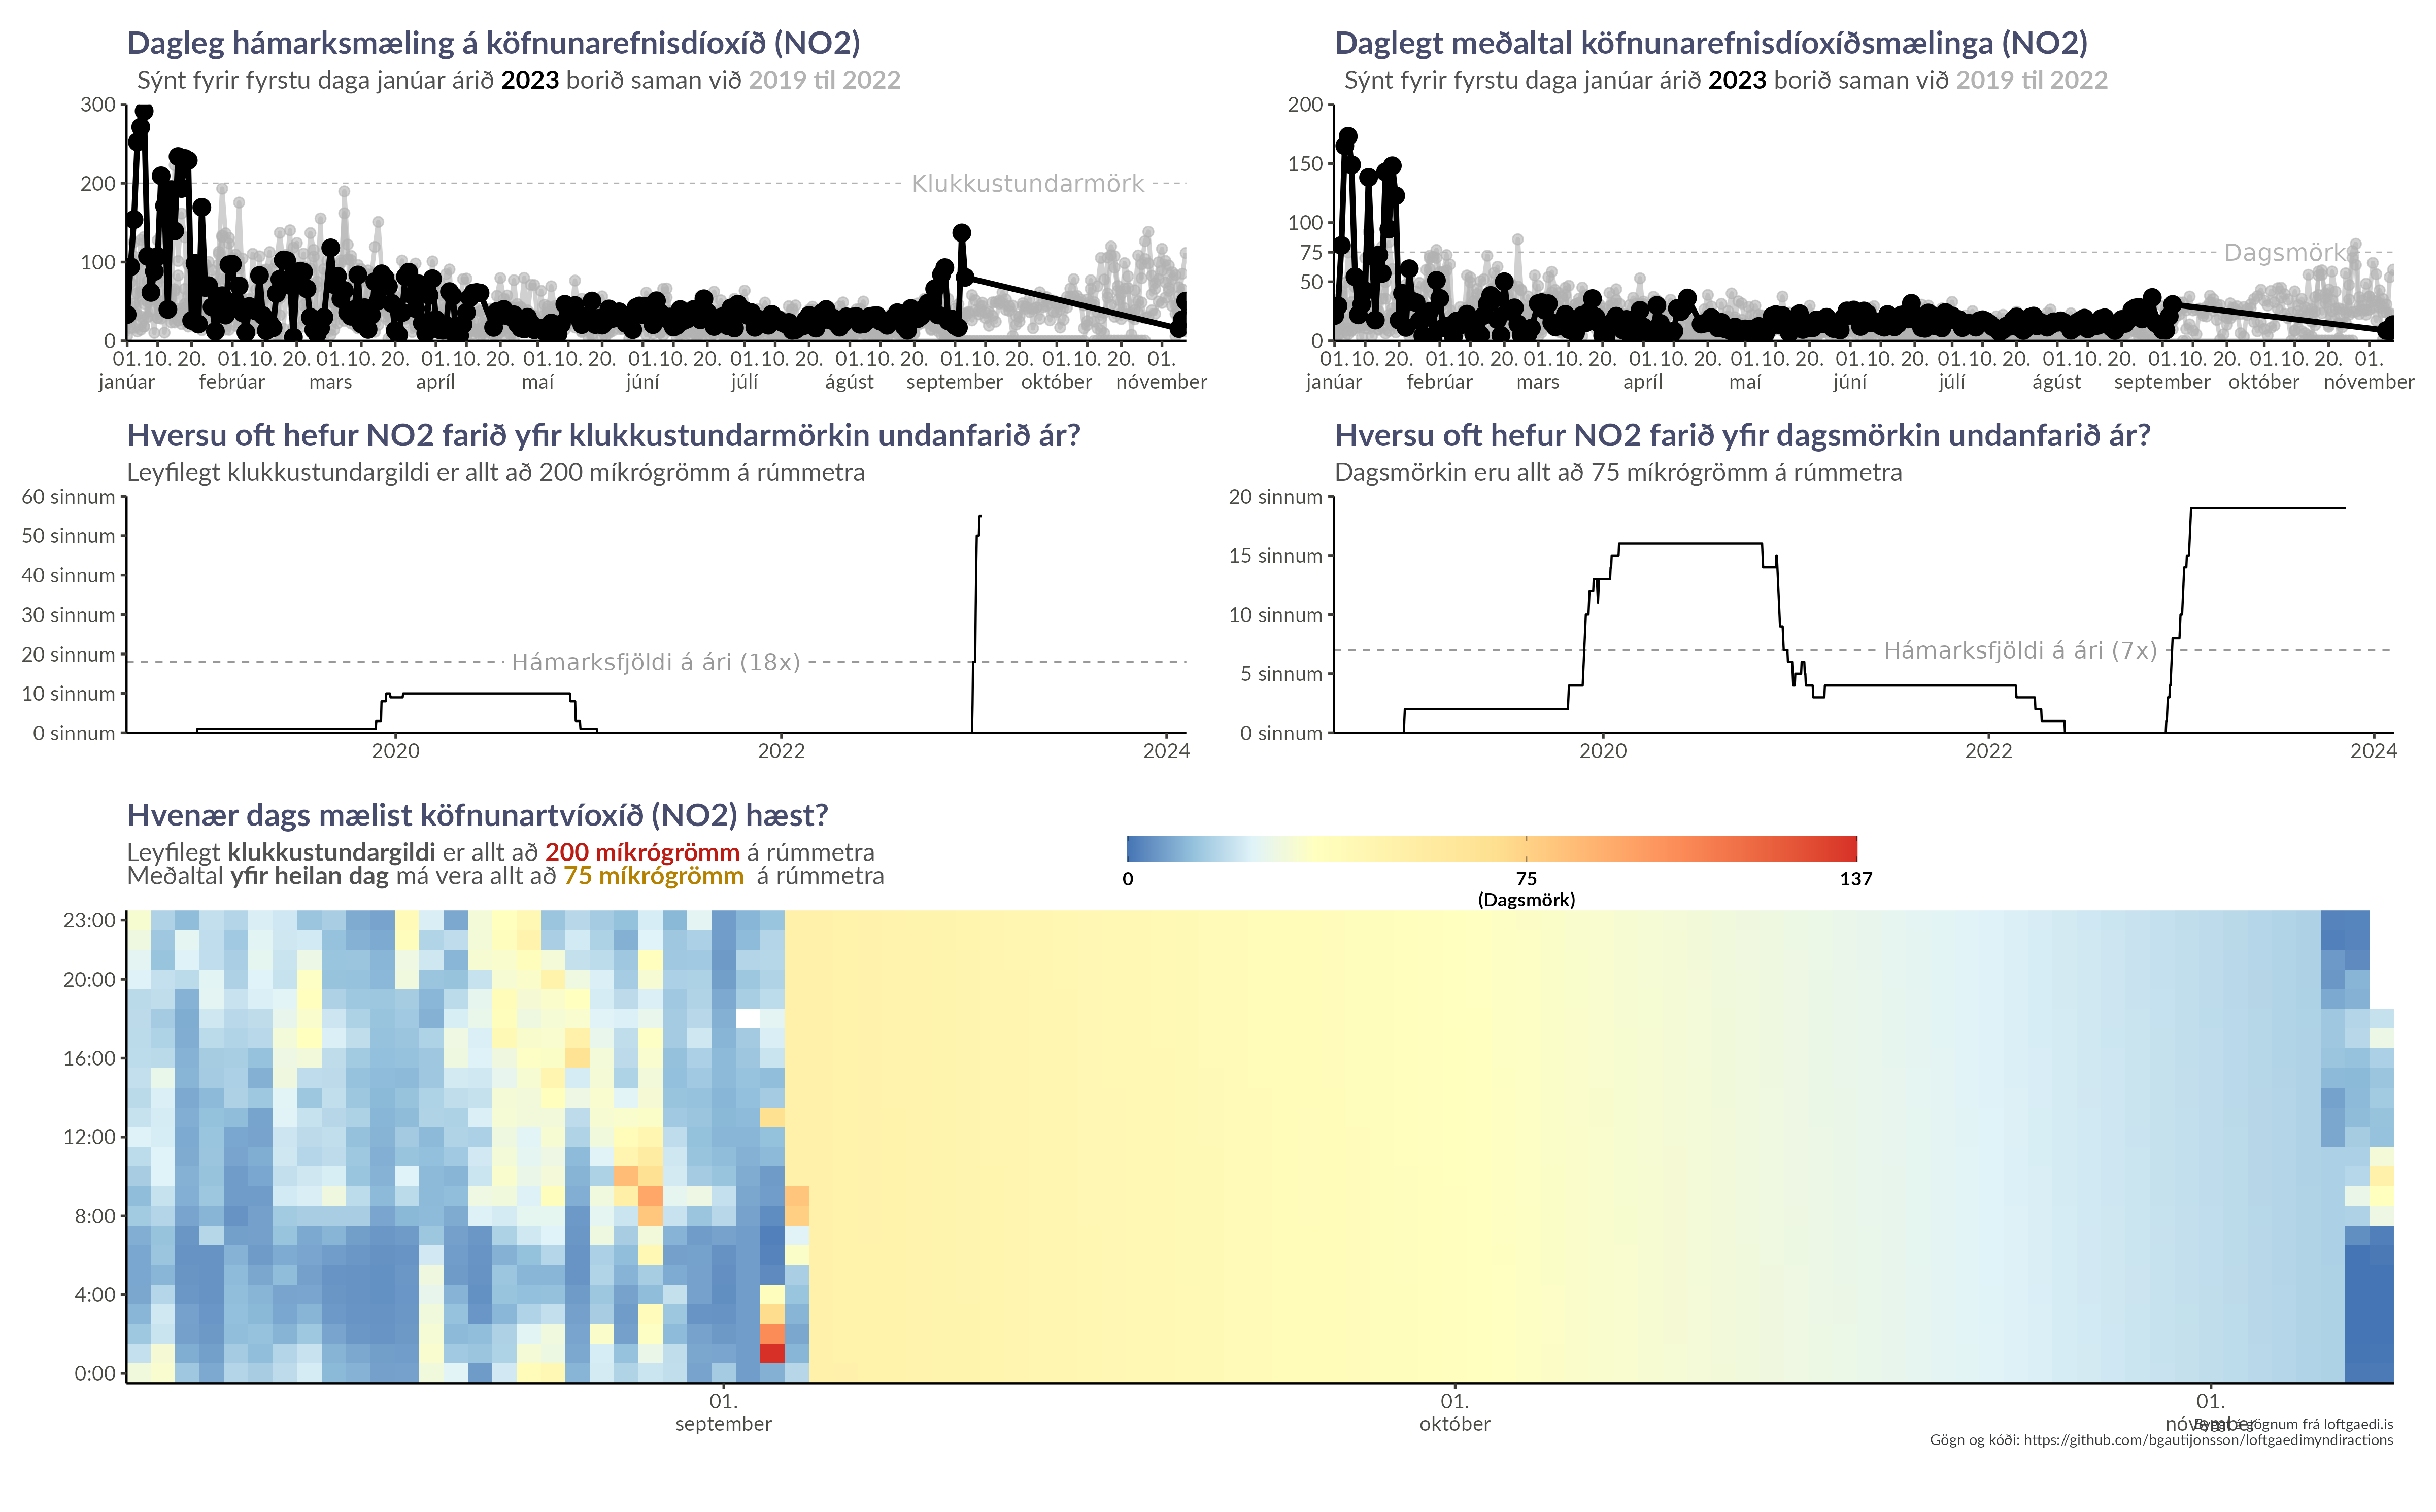 Dagleg hámarksmæling á köfnunarefnisdíoxíð (NO2)
Sýnt fyrir fyrstu daga janúar árið 2023 borið saman við 2019 til 2022
300
200
100
0
Klukkustundarmörk
01. 10. 20. 01. 10. 20. 01. 10. 20. 01. 10. 20. 01. 10. 20. 01. 10. 20. 01. 10. 20. 01. 10. 20. 01. 10. 20. 01. 10. 20. 01.
janúar febrúar mars apríl maí júní júlí ágúst september október nóvember
Daglegt meðaltal köfnunarefnisdíoxíðsmælinga (NO2)
Sýnt fyrir fyrstu daga janúar árið 2023 borið saman við 2019 til 2022
200
150
100
75
50
0
Dagsmörk
01. 10. 20. 01. 10. 20. 01. 10. 20. 01. 10. 20. 01. 10. 20. 01. 10. 20. 01. 10. 20. 01. 10. 20. 01. 10. 20. 01. 10. 20. 01.
janúar febrúar mars apríl maí júní júlí ágúst september október nóvember
Hversu oft hefur NO2 farið yfir klukkustundarmörkin undanfarið ár?
Leyfilegt klukkustundargildi er allt að 200 míkrógrömm á rúmmetra
60 sinnum
50 sinnum
40 sinnum
30 sinnum
20 sinnum
10 sinnum
0 sinnum
Hámarksfjöldi á ári (18x)
2020 2022 2024
Hversu oft hefur NO2 farið yfir dagsmörkin undanfarið ár?
Dagsmörkin eru allt að 75 míkrógrömm á rúmmetra
20 sinnum
15 sinnum
10 sinnum
5 sinnum
0 sinnum
Hámarksfjöldi á ári (7x)
2020 2022 2024
Hvenær dags mælist köfnunartvíoxíð (NO2) hæst?
Leyfilegt klukkustundargildi er allt að 200 míkrógrömm á rúmmetra
Meðaltal yfir heilan dag má vera allt að 75 míkrógrömm á rúmmetra
0 75 137
(Dagsmörk)
23:00
20:00
16:00
12:00
8:00
4:00
0:00
01. 01. 01.
september október nóvember
gögnum frá loftgaedi.is
Gögn og kóði: https://github.com/bgautijonsson/loftgaedimyndiractions